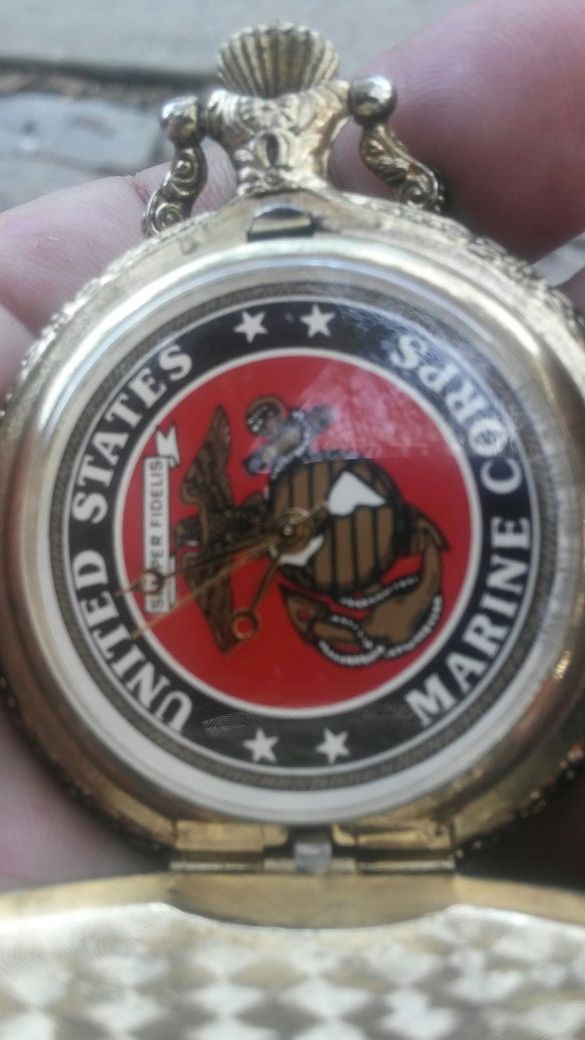 UNITED STATES
MARINE CORPS
SEMPER FIDELIS